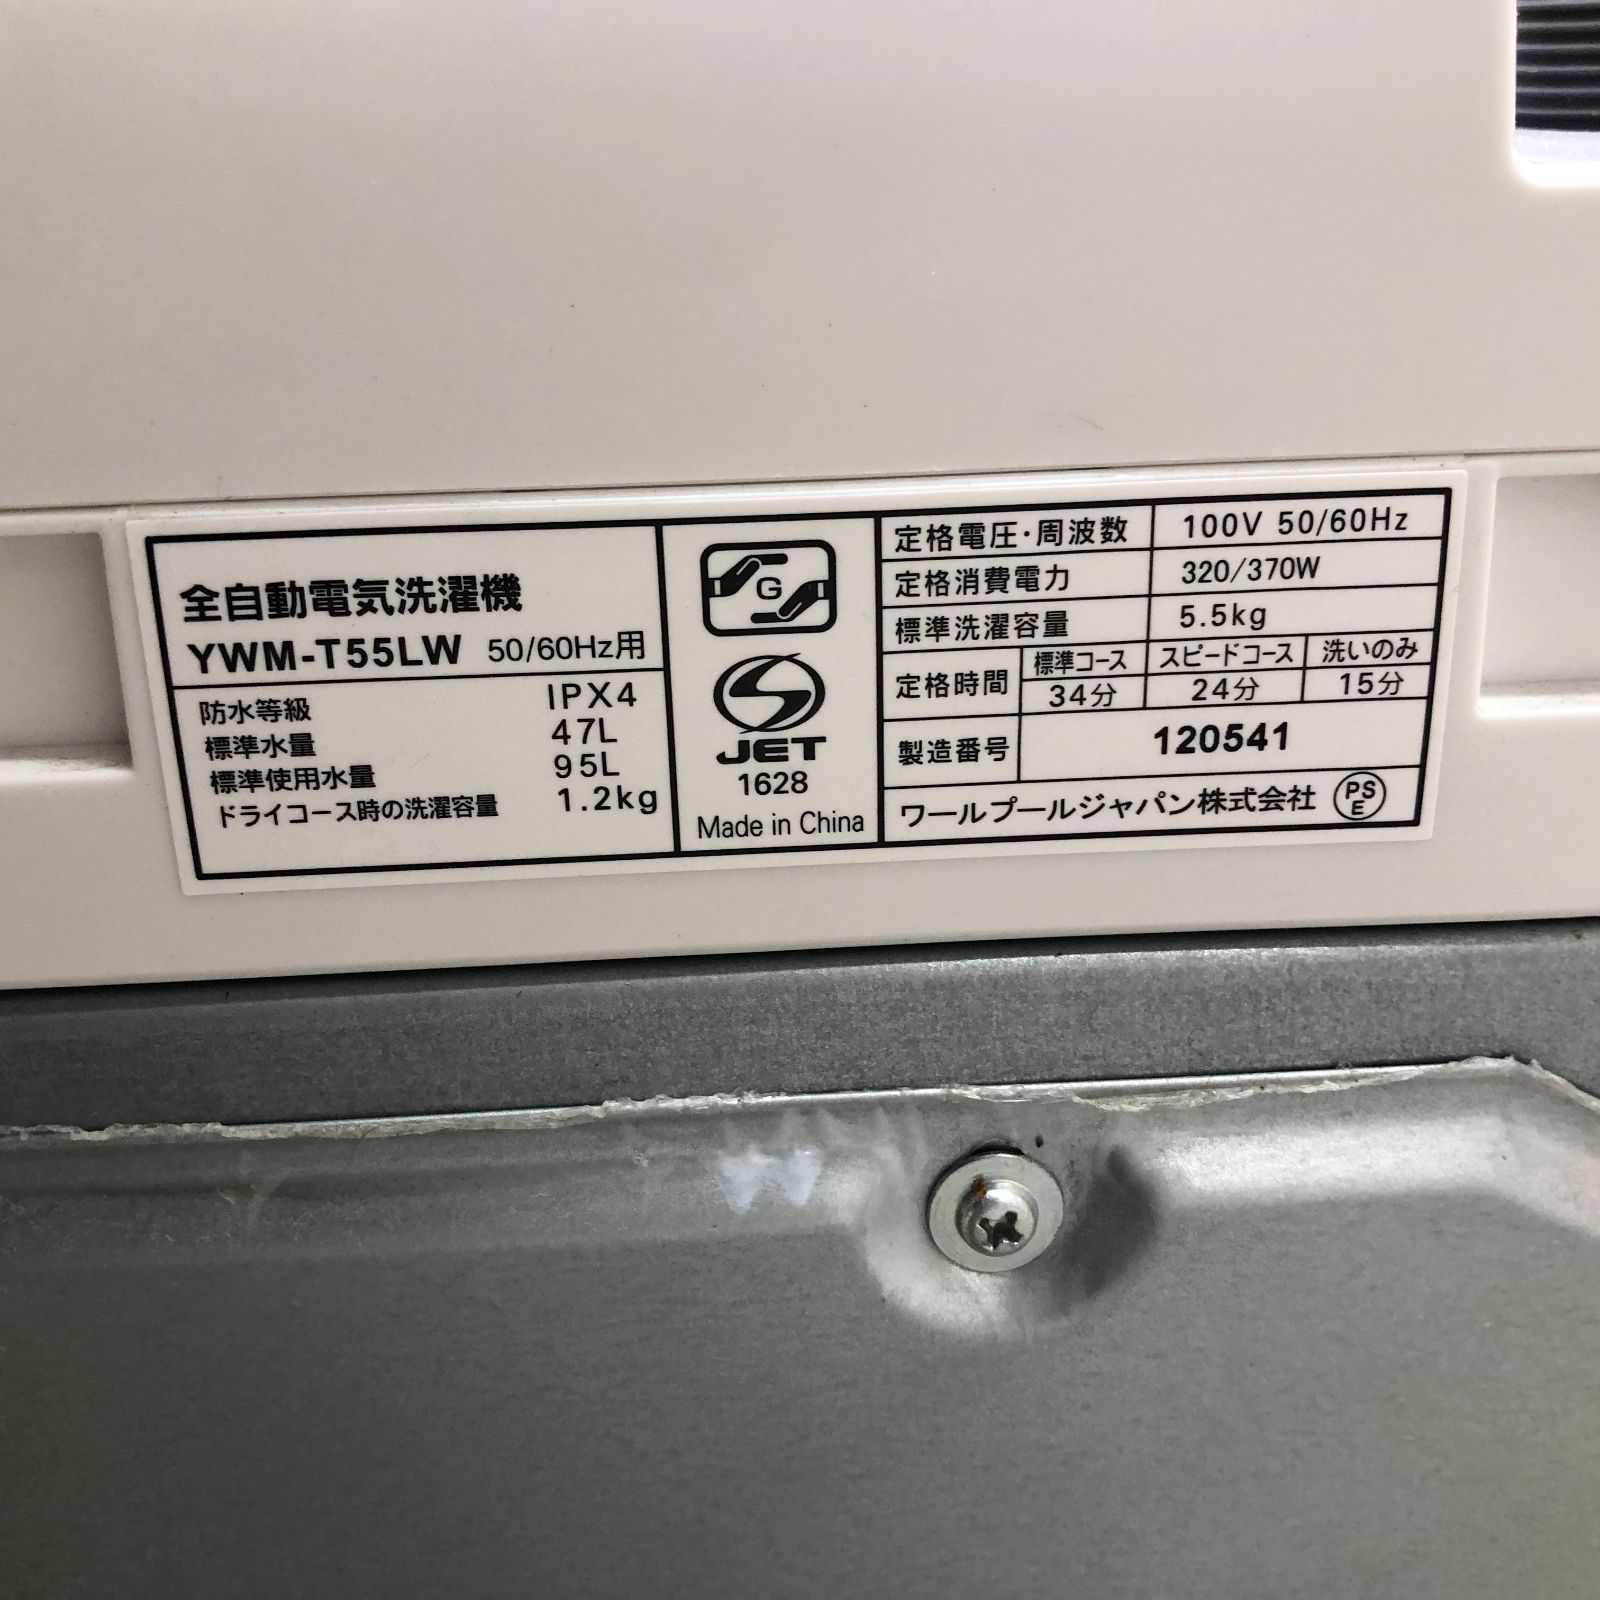 全自動電気洗濯機
YWM-T55LW 50/60Hz用
防水等級 IPX4
標準水量 47L
標準使用水量 95L
ドライコース時の洗濯容量 1.2kg
G
S
JET
1628
Made in China
定格電圧・周波数 100V 50/60Hz
定格消費電力 320/370W
標準洗濯容量 5.5kg
定格時間 標準コース スピードコース 洗いのみ
34分 24分 15分
製造番号 120541
ワールプールジャパン株式会社 PSE